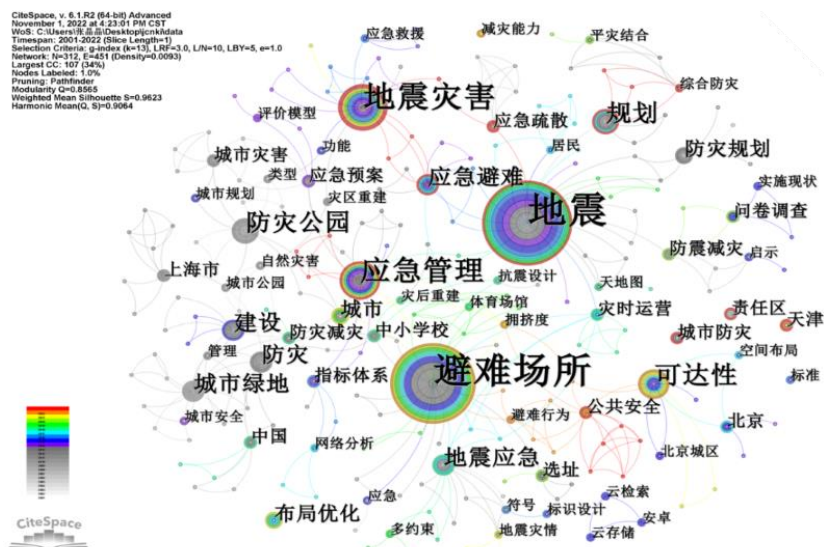 CiteSpace, v. 6.1.R2 (64-bit) Advanced
November 1, 2022 at 4:23:01 PM CST
WoS: C:\Users\张晶晶\Desktop\jcnki\data
Timespan: 2001-2022 (Slice Length=1)
Selection Criteria: g-index (k=13), LRF=3.0, L/N=10, LBY=5, e=1.0
Network: N=312, E=451 (Density=0.0093)
Largest CC: 107 (34%)
Nodes Labeled: 1.0%
Pruning: Pathfinder
Modularity Q=0.8565
Weighted Mean Silhouette S=0.9623
Harmonic Mean(Q, S)=0.9064
应急救援
减灾能力
平灾结合
综合防灾
地震灾害
规划
评价模型
应急疏散
功能
居民
城市灾害
防灾规划
类型
应急预案
应急避难
实施现状
城市规划
灾区重建
地震
问卷调查
防灾公园
防震减灾
启示
自然灾害
上海市
应急管理
抗震设计
城市公园
天地图
灾后重建
体育场馆
城市
灾时运营
责任区
建设
拥挤度
天津
防灾减灾
中小学校
城市防灾
管理
空间布局
防灾
避难场所
可达性
指标体系
标准
城市绿地
公共安全
城市安全
避难行为
北京
中国
网络分析
北京城区
地震应急
选址
应急
云检索
符号
标识设计
安卓
布局优化
多约束
地震灾情
云存储
CiteSpace